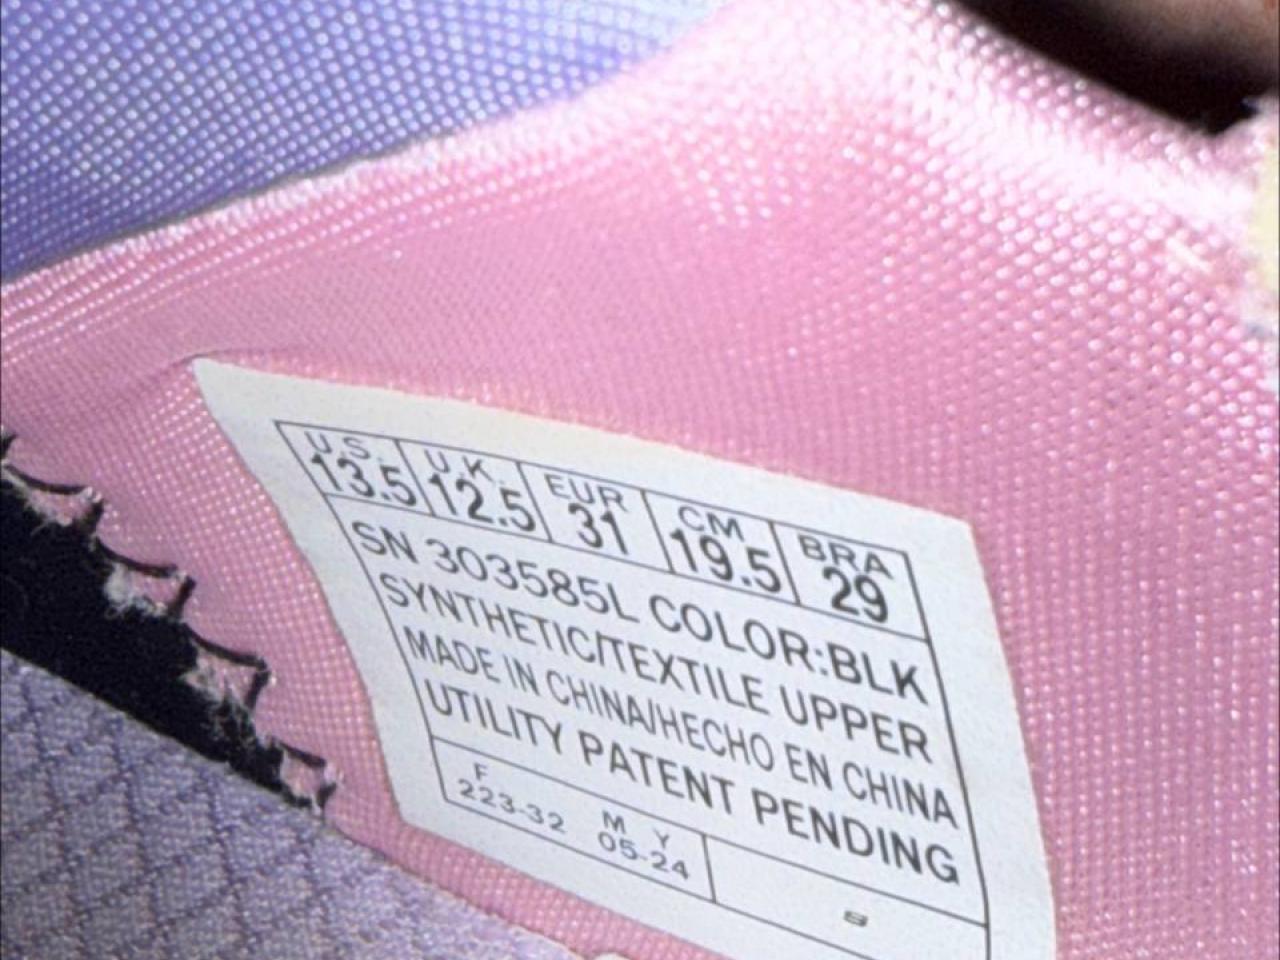 U.S. U.K. EUR CM BRA
13.5 12.5 31 19.5 29
SN 303585L COLOR:BLK
SYNTHETIC/TEXTILE UPPER
MADE IN CHINA/HECHO EN CHINA
UTILITY PATENT PENDING
F M Y
223-32 05-24